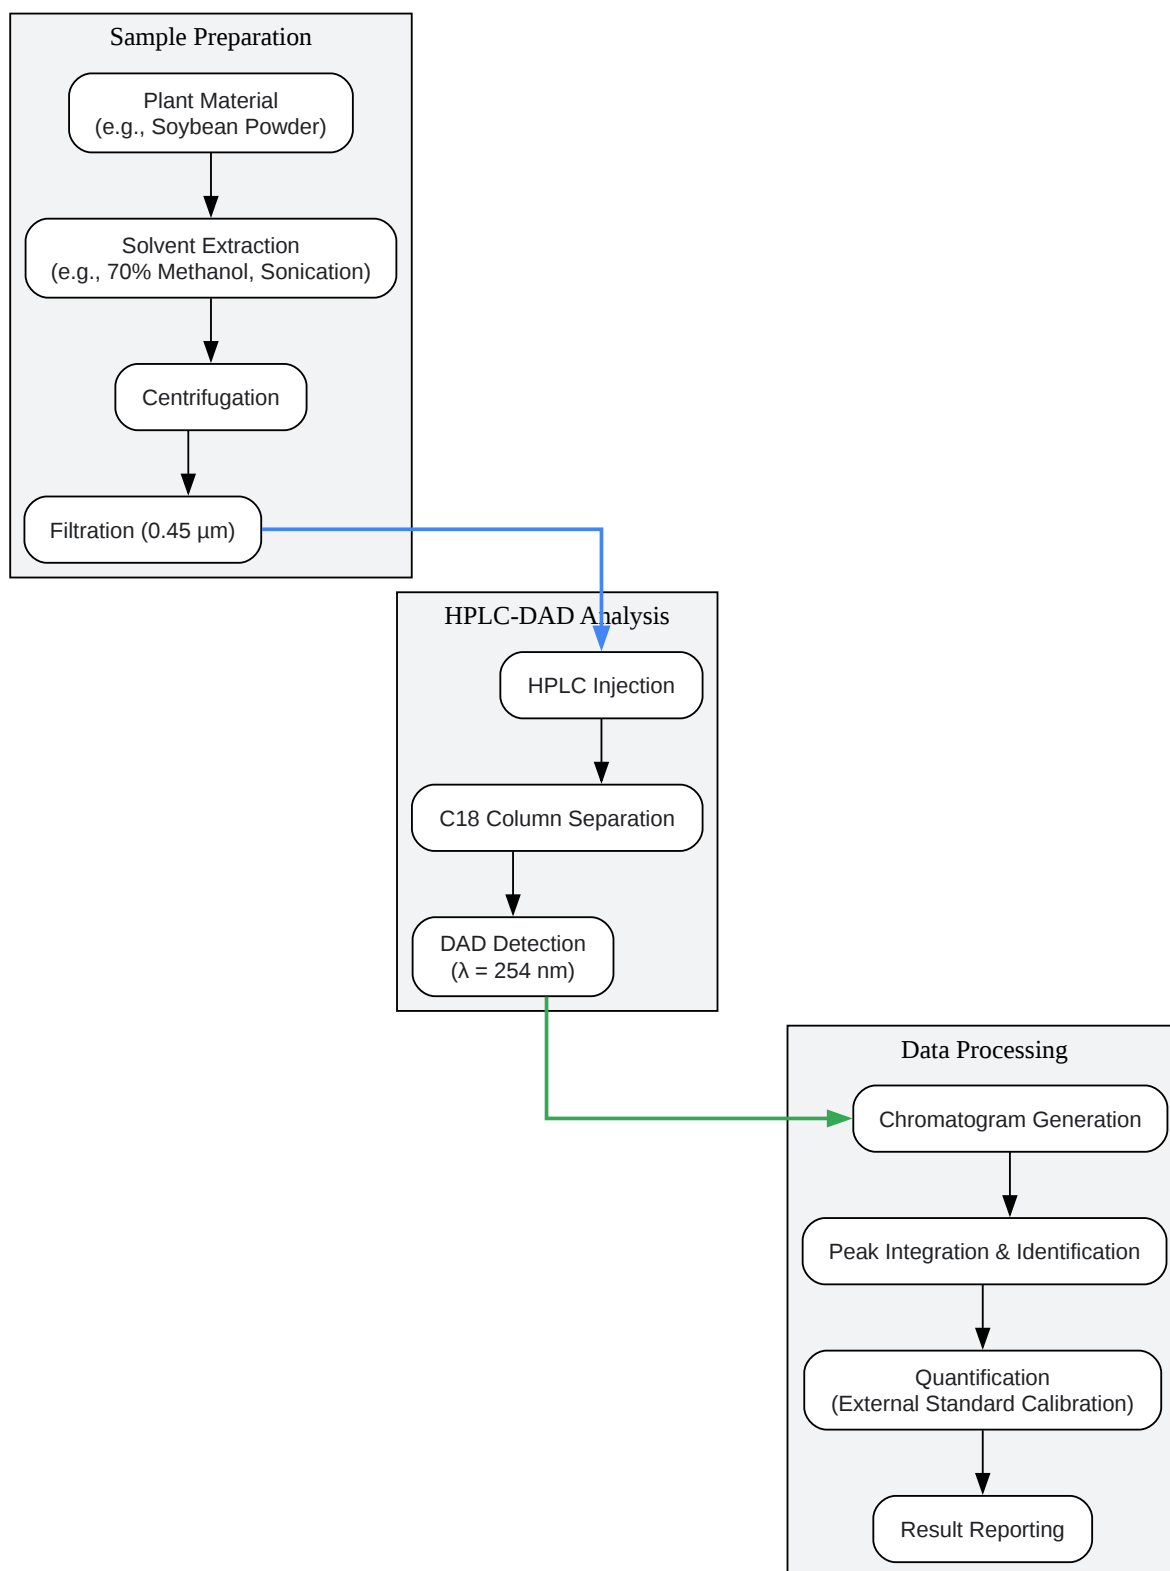 Sample Preparation
Plant Material
(e.g., Soybean Powder)
Solvent Extraction
(e.g., 70% Methanol, Sonication)
Centrifugation
Filtration (0.45 µm)
HPLC-DAD Analysis
HPLC Injection
C18 Column Separation
DAD Detection
(λ = 254 nm)
Data Processing
Chromatogram Generation
Peak Integration & Identification
Quantification
(External Standard Calibration)
Result Reporting